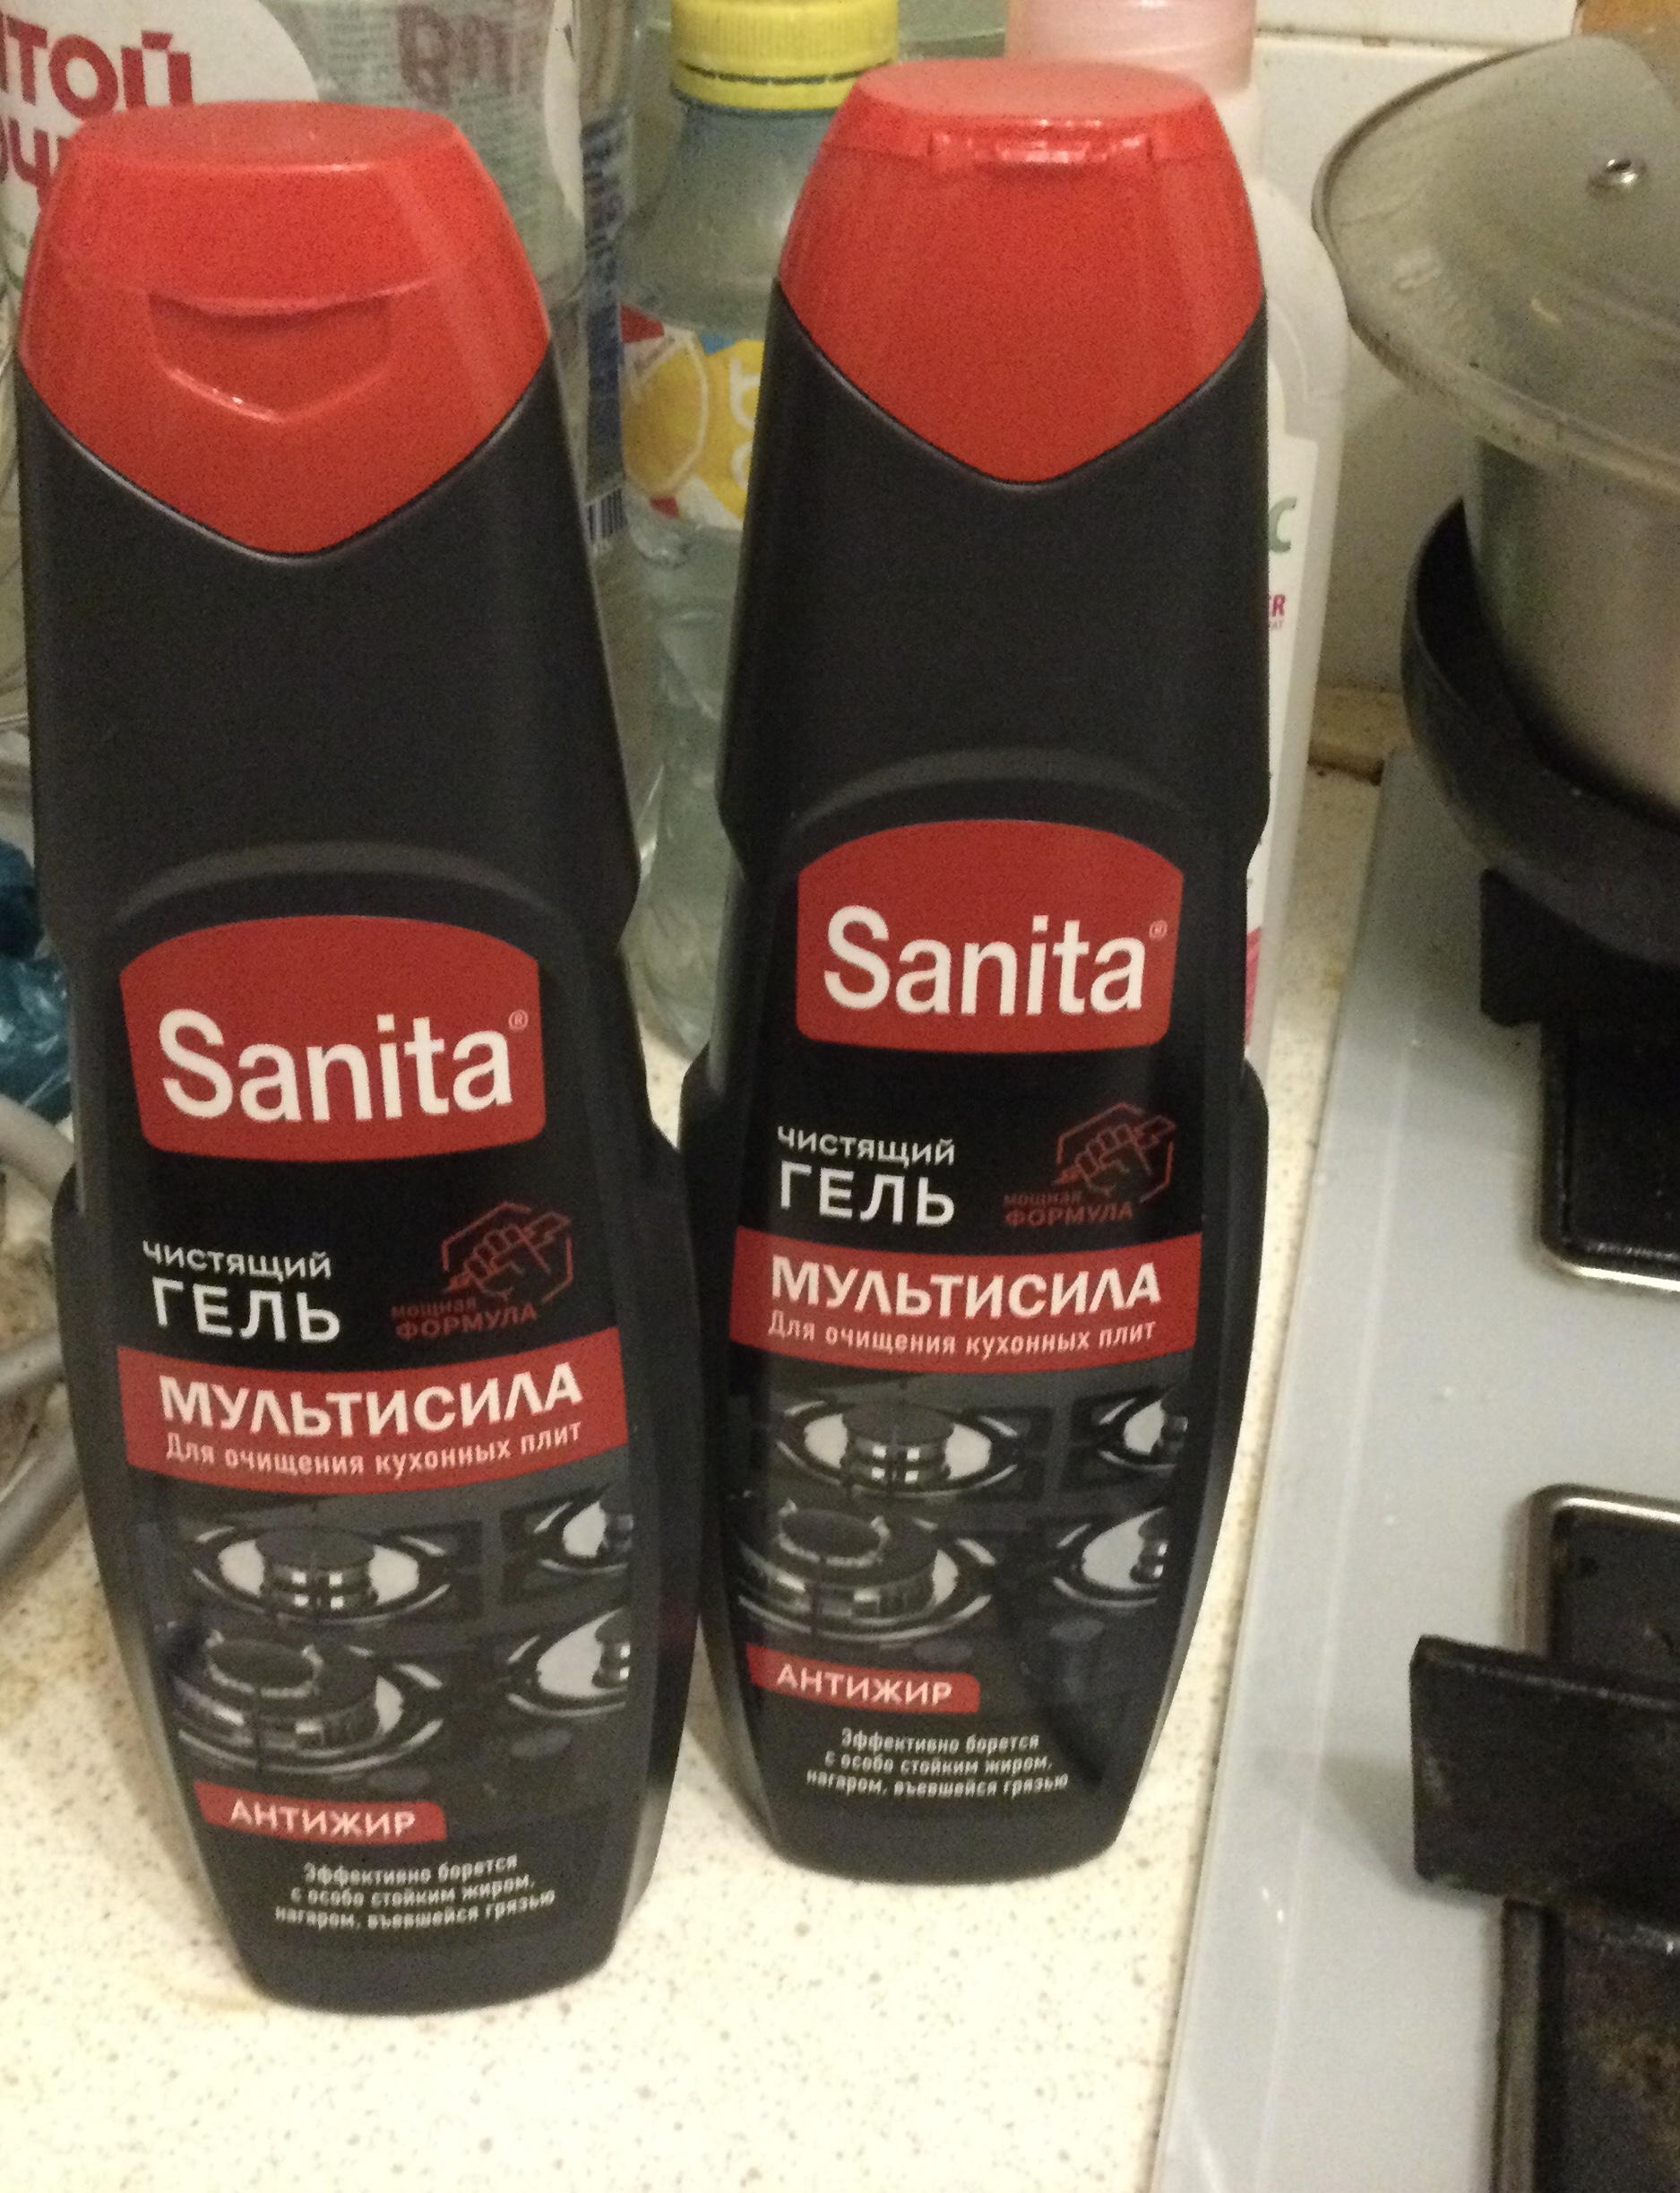 Sanita®
чистящий
ГЕЛЬ
мощная
ФОРМУЛА
МУЛЬТИСИЛА
Для очищения кухонных плит
АНТИЖИР
Эффективно борется
с особо стойким жиром,
нагаром, въевшейся грязью
Sanita®
чистящий
ГЕЛЬ
мощная
ФОРМУЛА
МУЛЬТИСИЛА
Для очищения кухонных плит
АНТИЖИР
Эффективно борется
с особо стойким жиром,
нагаром, въевшейся грязью